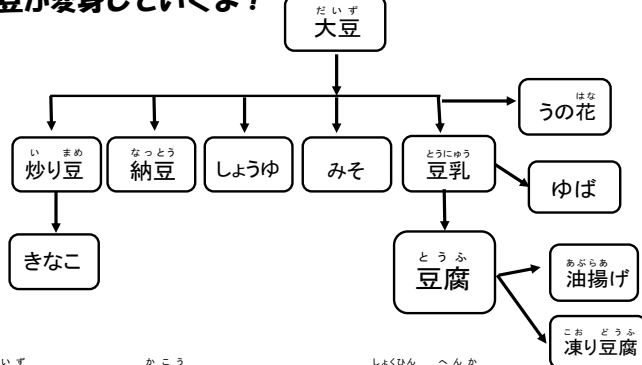 豆が変身していくよ！
だいず
大豆
はな
うの花
い まめ
炒り豆
なっとう
納豆
しょうゆ
みそ
とうにゅう
豆乳
ゆば
きなこ
とうふ
豆腐
あぶらあ
油揚げ
こお どうふ
凍り豆腐
いず かこう しょくひん へんか